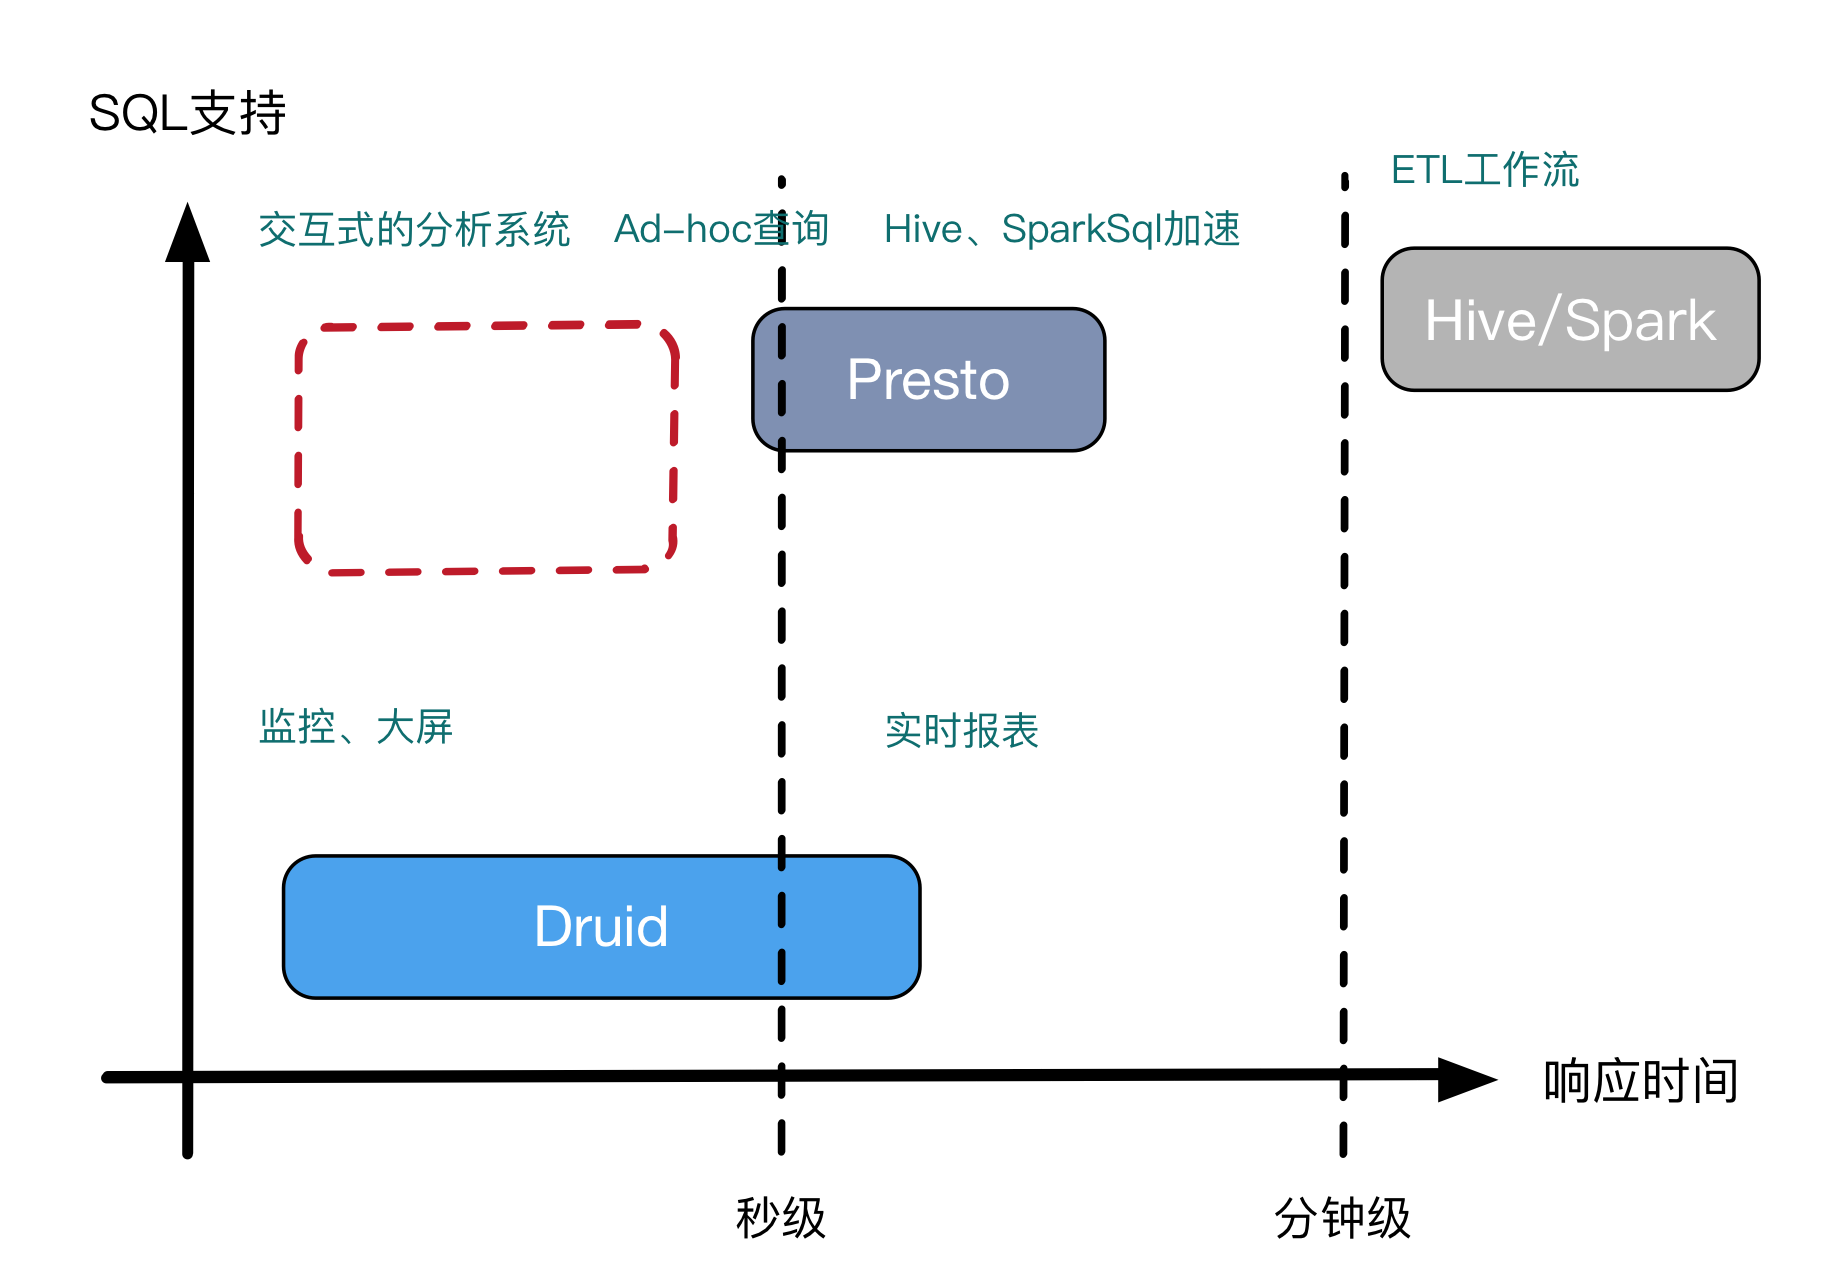 SQL支持
ETL工作流
交互式的分析系统
Ad-hoc查询
Hive、SparkSql加速
Hive/Spark
Presto
监控、大屏
实时报表
Druid
响应时间
秒级
分钟级